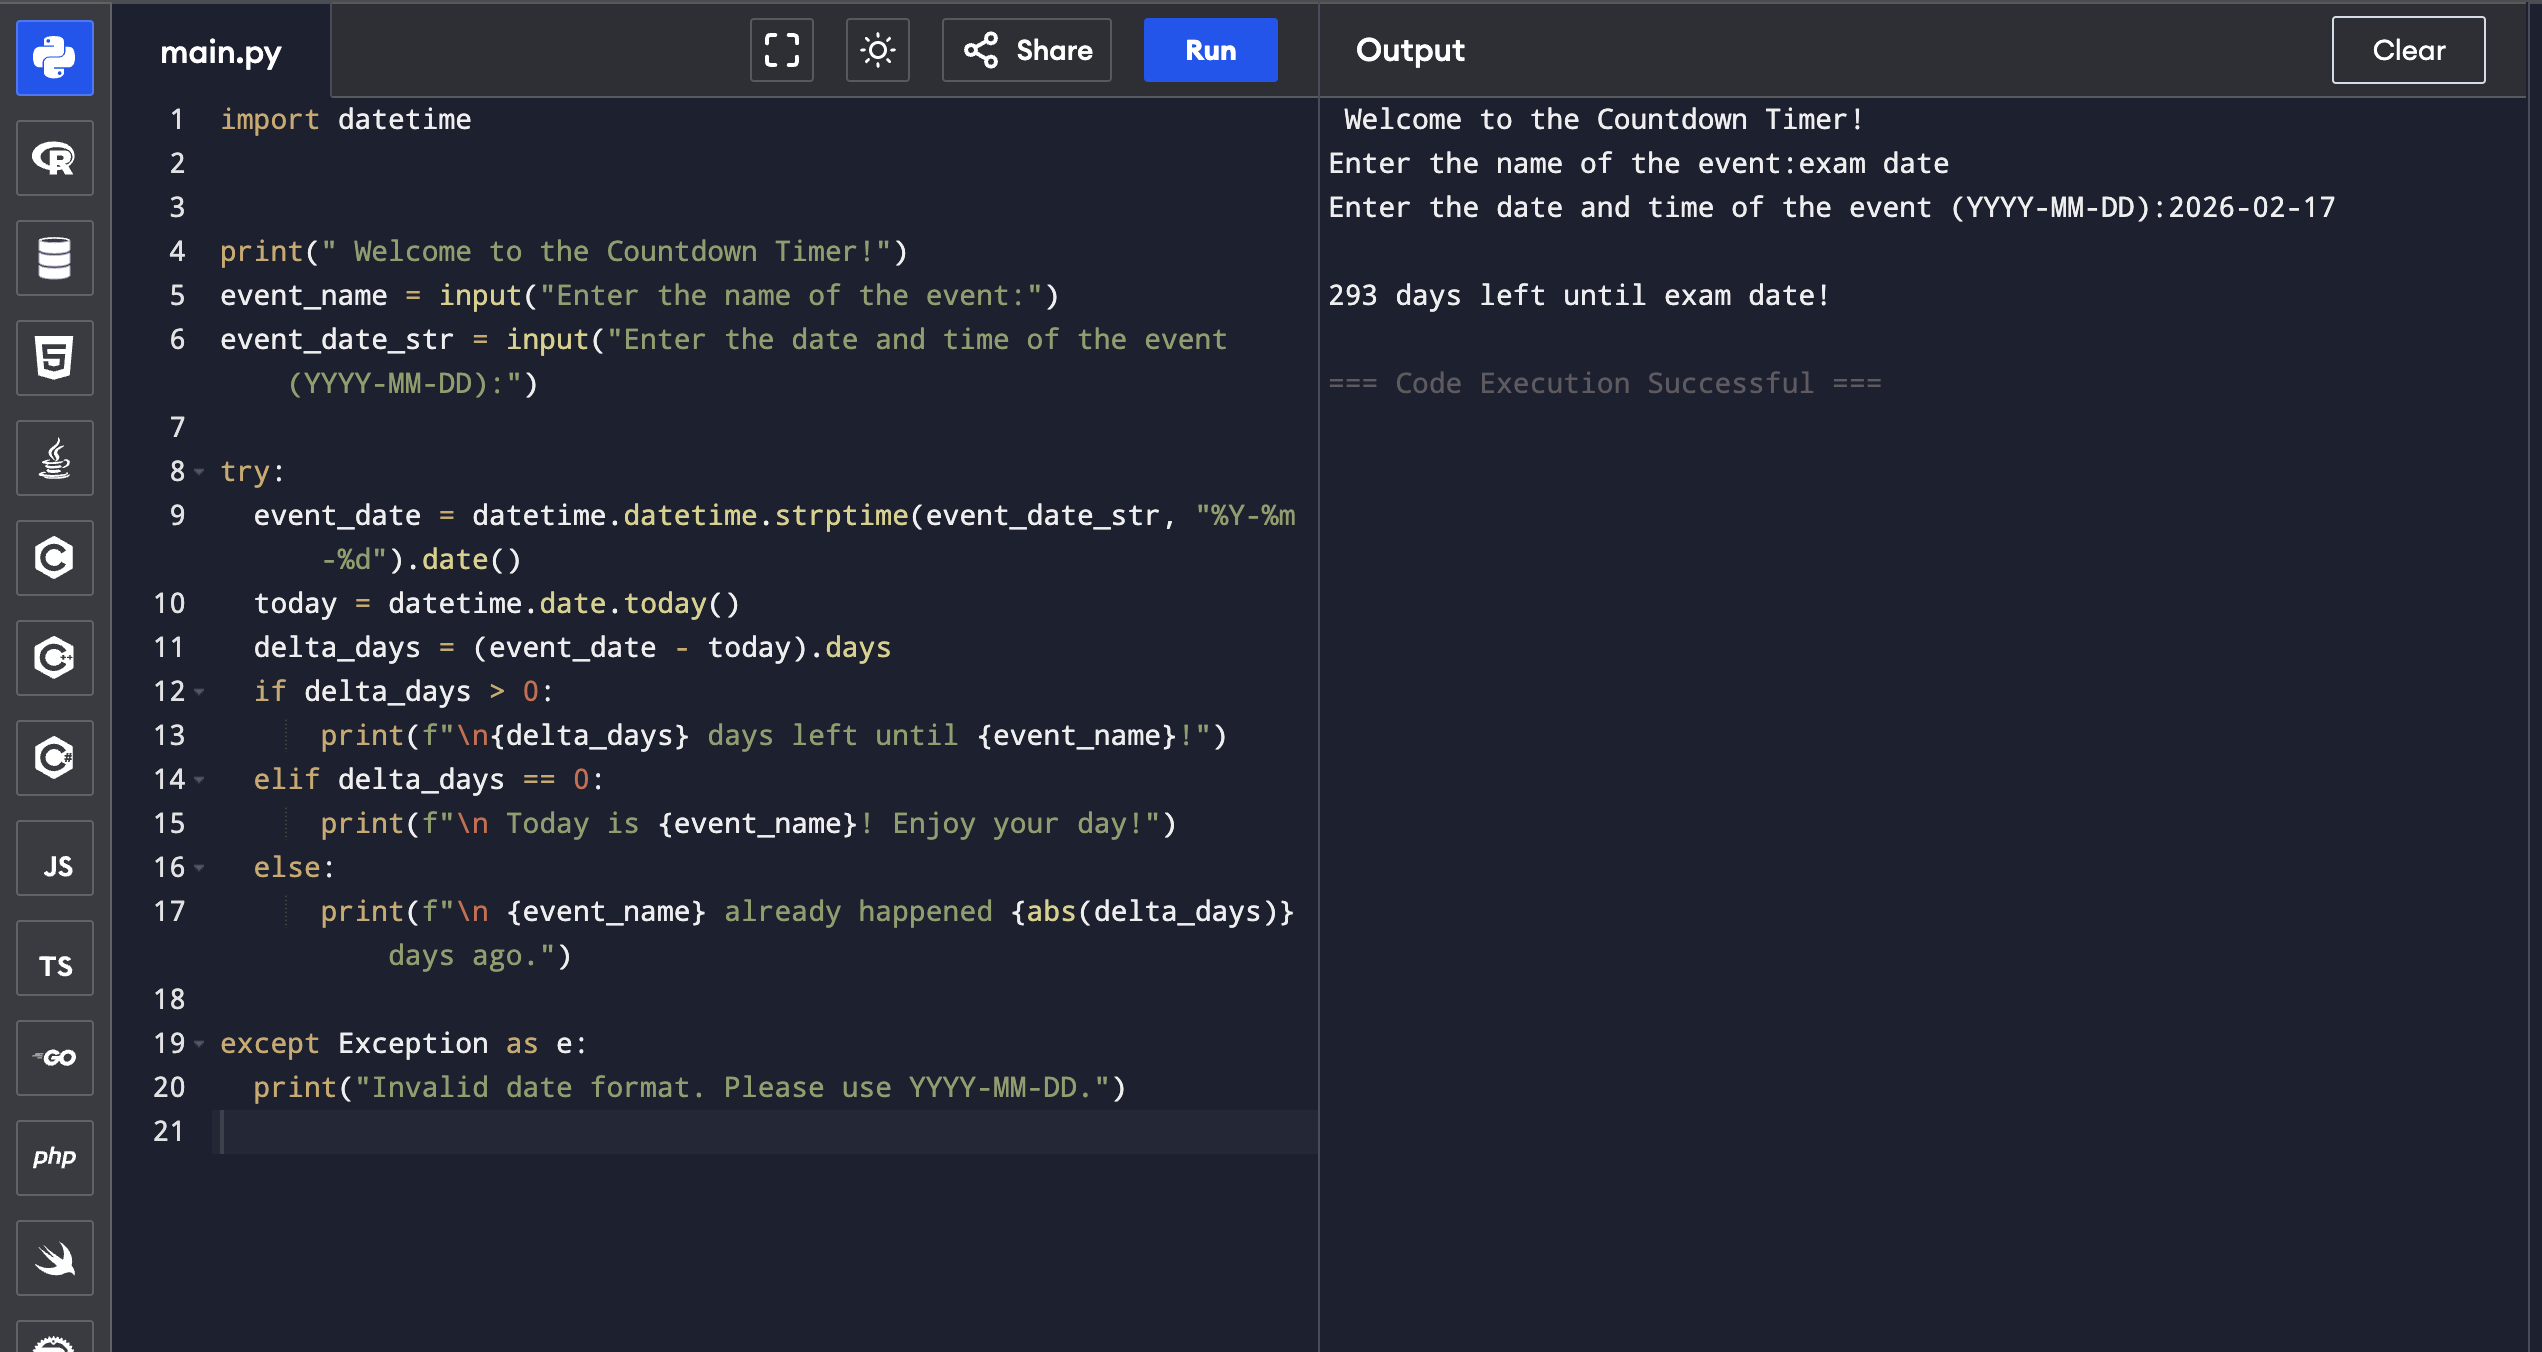 main.py
Share
Run
Output
Clear
1 import datetime
2
3
4 print(" Welcome to the Countdown Timer!")
5 event_name = input("Enter the name of the event:")
6 event_date_str = input("Enter the date and time of the event
(YYYY-MM-DD):")
7
8 try:
9 event_date = datetime.datetime.strptime(event_date_str, "%Y-%m
-%d").date()
10 today = datetime.date.today()
11 delta_days = (event_date - today).days
12 if delta_days > 0:
13 print(f"\n{delta_days} days left until {event_name}!")
14 elif delta_days == 0:
15 print(f"\n Today is {event_name}! Enjoy your day!")
16 else:
17 print(f"\n {event_name} already happened {abs(delta_days)}
days ago.")
18
19 except Exception as e:
20 print("Invalid date format. Please use YYYY-MM-DD.")
21
Welcome to the Countdown Timer!
Enter the name of the event:exam date
Enter the date and time of the event (YYYY-MM-DD):2026-02-17
293 days left until exam date!
=== Code Execution Successful ===
R
5
C
C++
C#
JS
TS
GO
php